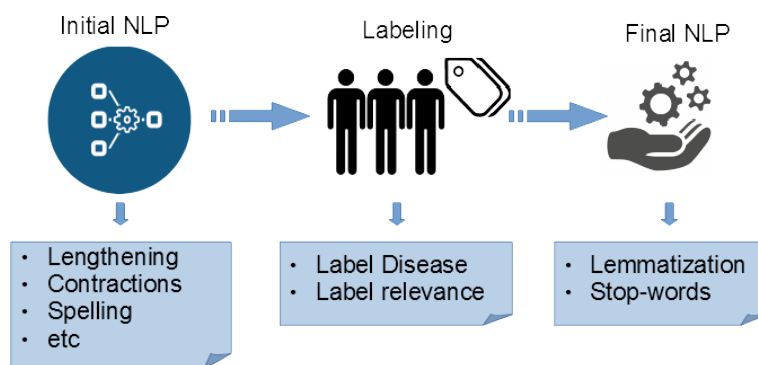 Initial NLP
Labeling
Final NLP
• Lengthening
• Contractions
• Spelling
• etc
• Label Disease
• Label relevance
• Lemmatization
• Stop-words